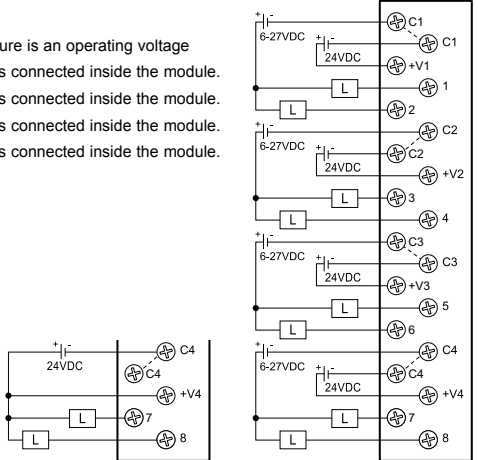 ure is an operating voltage
s connected inside the module.
s connected inside the module.
s connected inside the module.
s connected inside the module.
+ -
24VDC
C4
C4
+V4
L
7
L
8
+ -
6-27VDC
C1
+ -
24VDC
C1
+V1
L
1
L
2
+ -
6-27VDC
C2
+ -
24VDC
C2
+V2
L
3
L
4
+ -
6-27VDC
C3
+ -
24VDC
C3
+V3
L
5
L
6
+ -
6-27VDC
C4
+ -
24VDC
C4
+V4
L
7
L
8